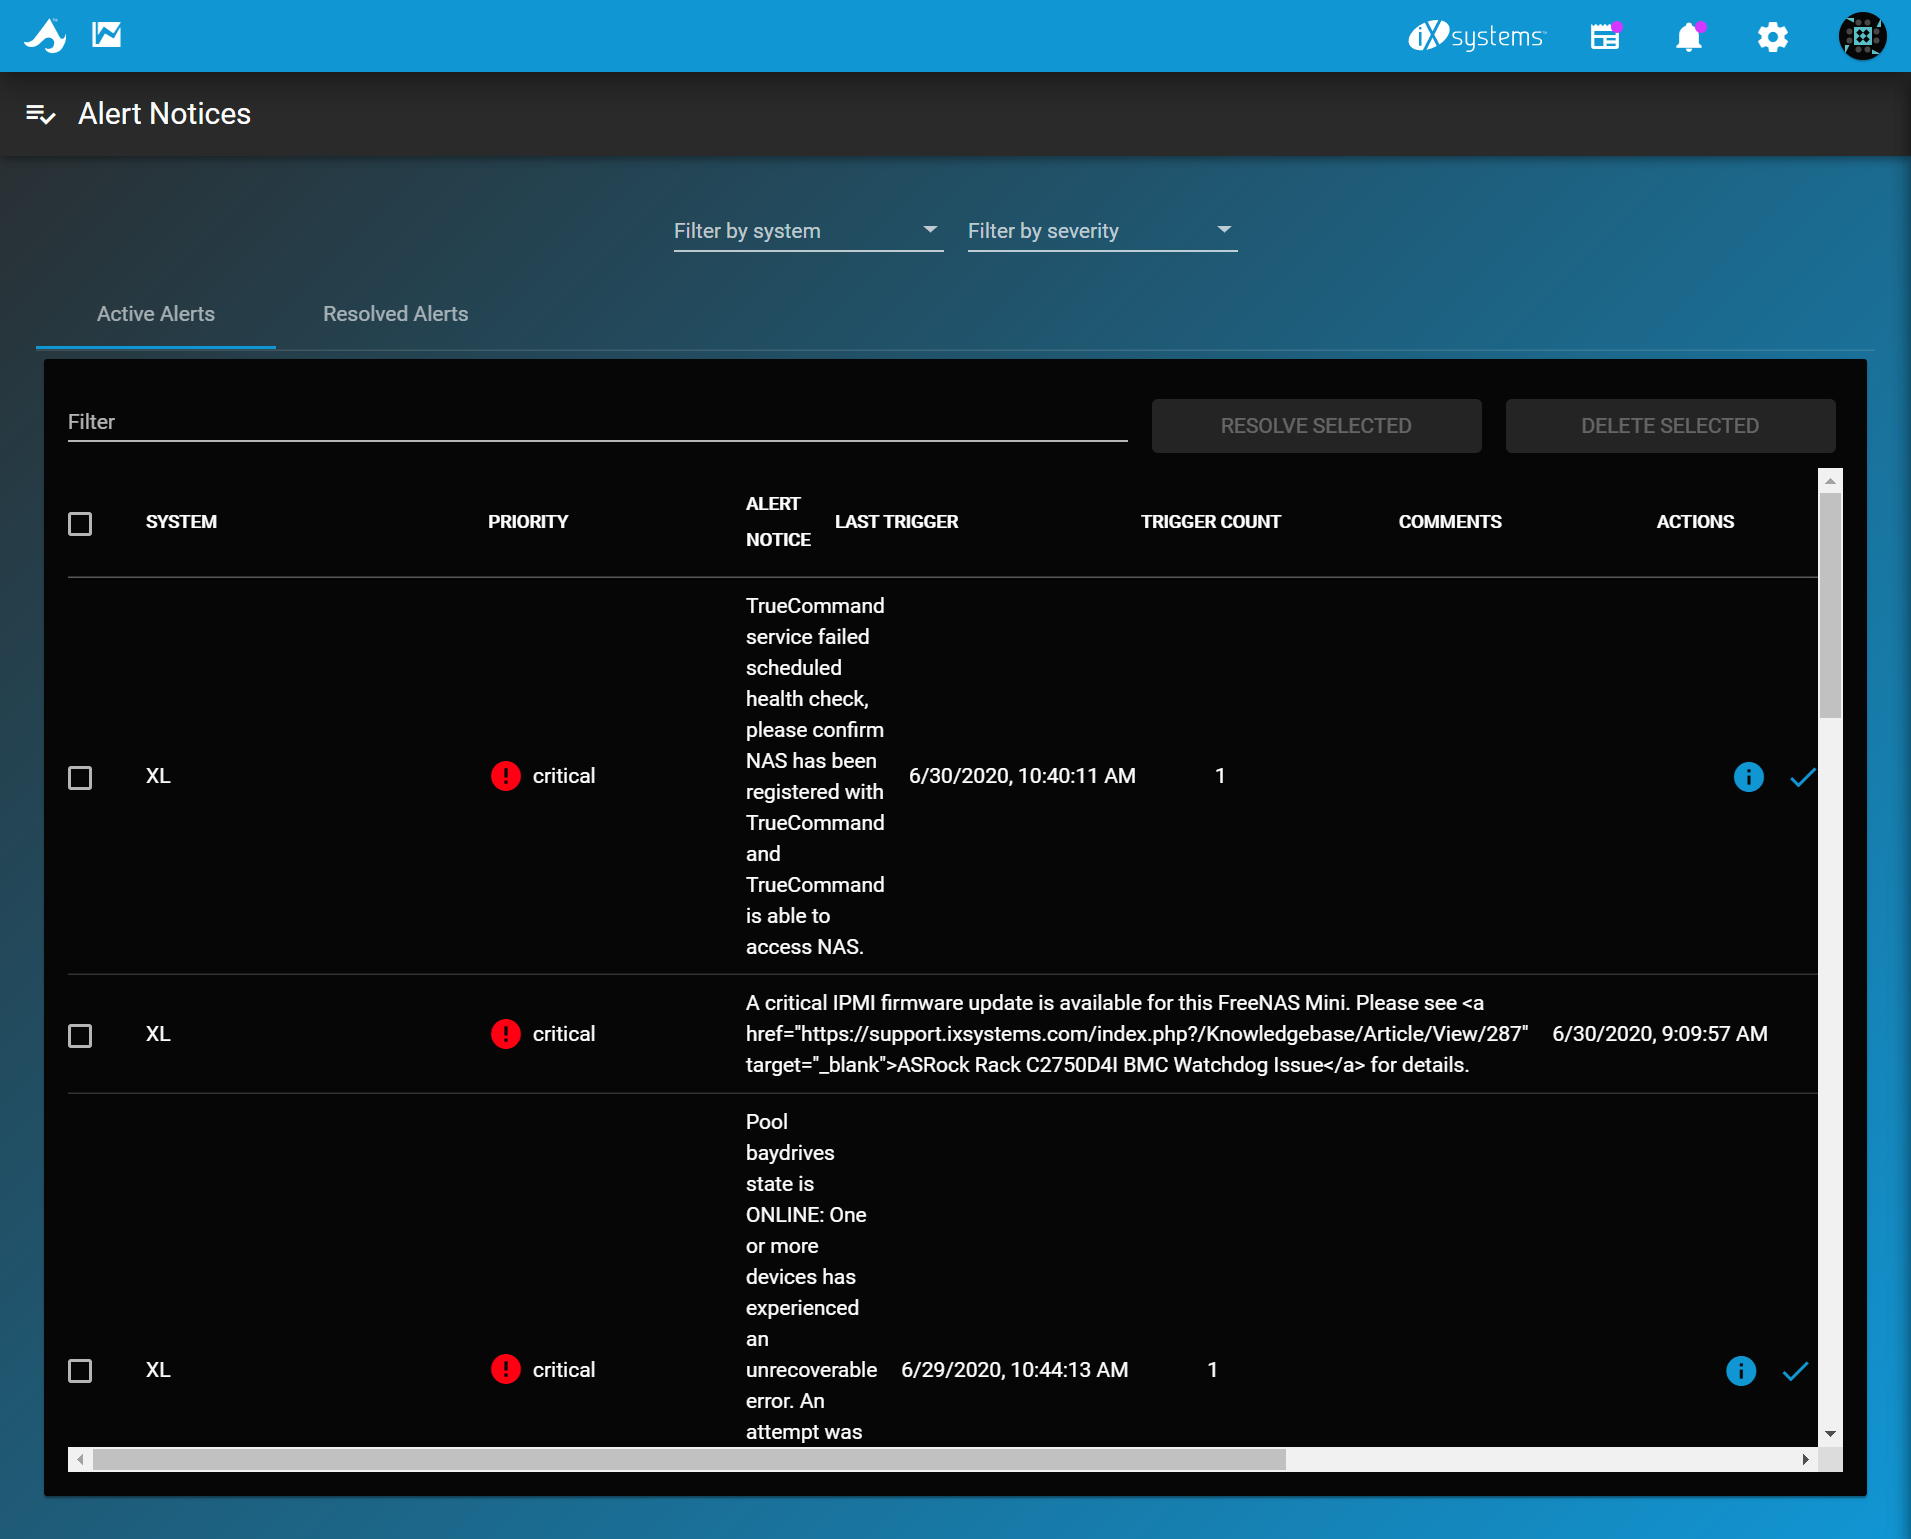 iXsystems
Alert Notices
Filter by system
Filter by severity
Active Alerts
Resolved Alerts
Filter
RESOLVE SELECTED
DELETE SELECTED
SYSTEM
PRIORITY
ALERT
NOTICE
LAST TRIGGER
TRIGGER COUNT
COMMENTS
ACTIONS
XL
critical
TrueCommand
service failed
scheduled
health check,
please confirm
NAS has been
registered with
TrueCommand
and
TrueCommand
is able to
access NAS.
6/30/2020, 10:40:11 AM
1
XL
critical
A critical IPMI firmware update is available for this FreeNAS Mini. Please see <a
href="https://support.ixsystems.com/index.php?/Knowledgebase/Article/View/287"
target="_blank">ASRock Rack C2750D4I BMC Watchdog Issue</a> for details.
6/30/2020, 9:09:57 AM
XL
critical
Pool
baydrives
state is
ONLINE: One
or more
devices has
experienced
an
unrecoverable
error. An
attempt was
6/29/2020, 10:44:13 AM
1